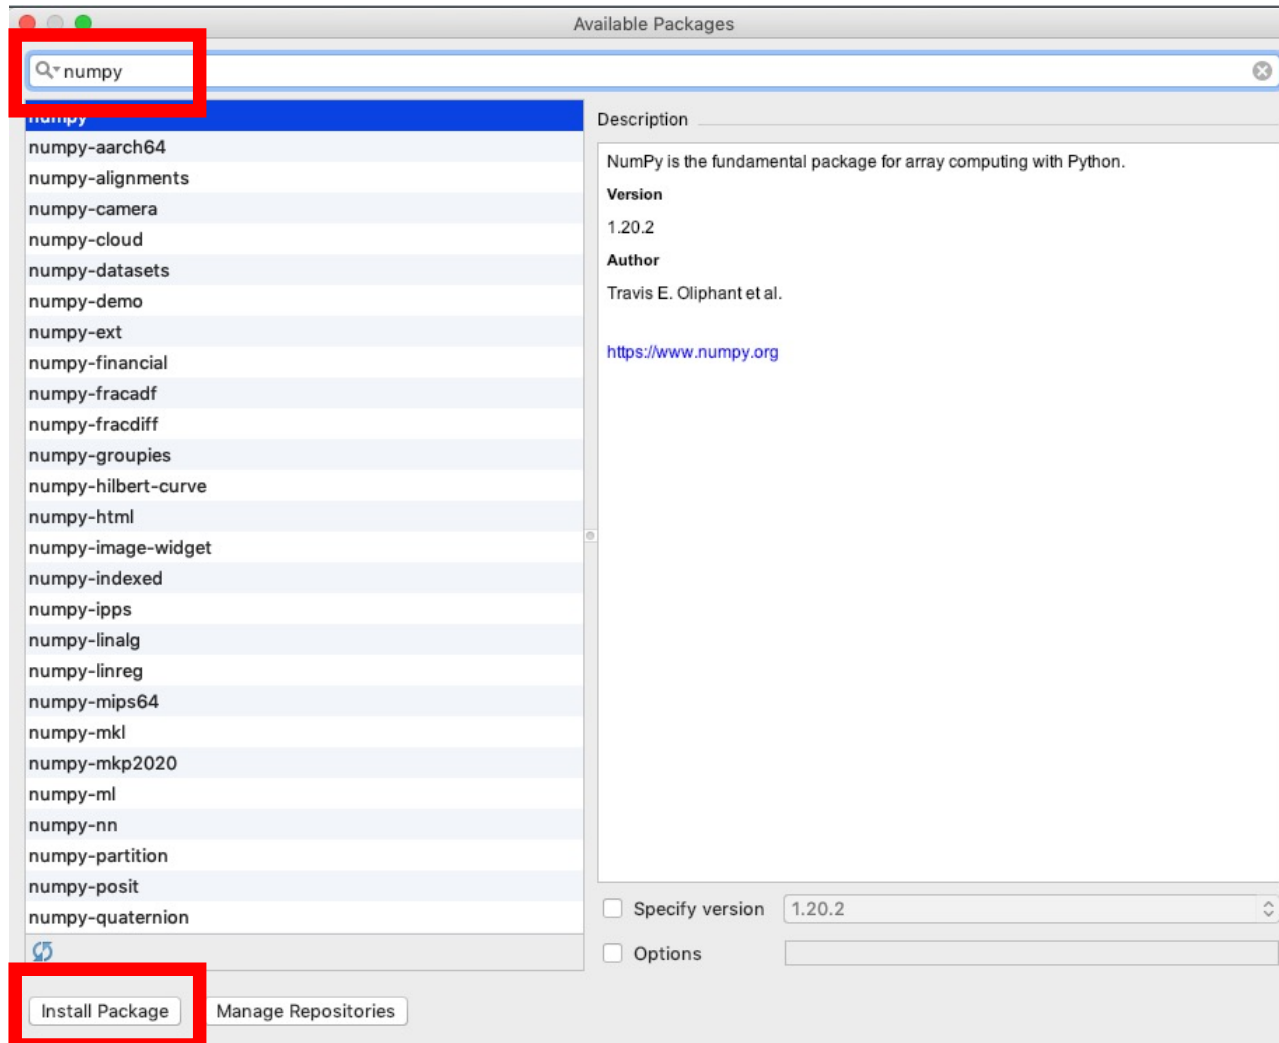 Available Packages
numpy
numpy
numpy-aarch64
numpy-alignments
numpy-camera
numpy-cloud
numpy-datasets
numpy-demo
numpy-ext
numpy-financial
numpy-fracadf
numpy-fracdiff
numpy-groupies
numpy-hilbert-curve
numpy-html
numpy-image-widget
numpy-indexed
numpy-ipps
numpy-linalg
numpy-linreg
numpy-mips64
numpy-mkl
numpy-mkp2020
numpy-ml
numpy-nn
numpy-partition
numpy-posit
numpy-quaternion
Description
NumPy is the fundamental package for array computing with Python.
Version
1.20.2
Author
Travis E. Oliphant et al.
https://www.numpy.org
Specify version 1.20.2
Options
Install Package Manage Repositories